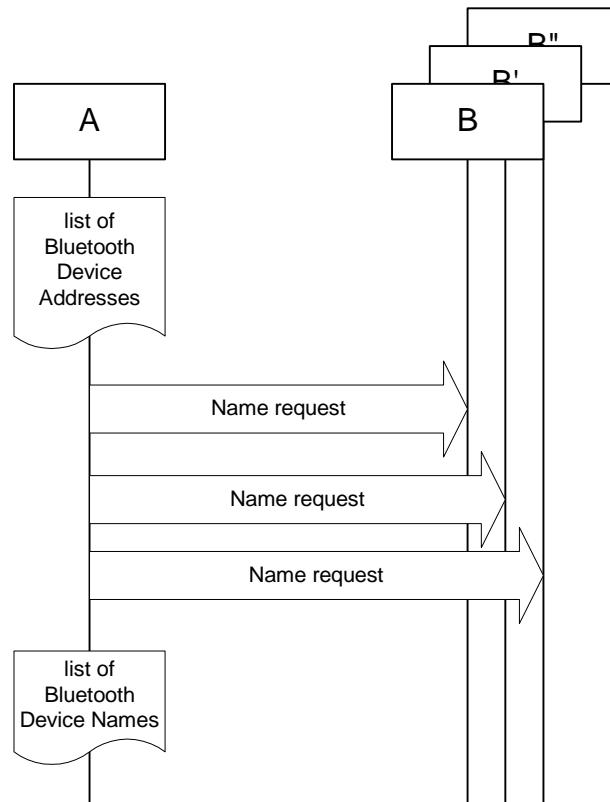 B"
B'
A
B
list of
Bluetooth
Device
Addresses
Name request
Name request
Name request
list of
Bluetooth
Device Names